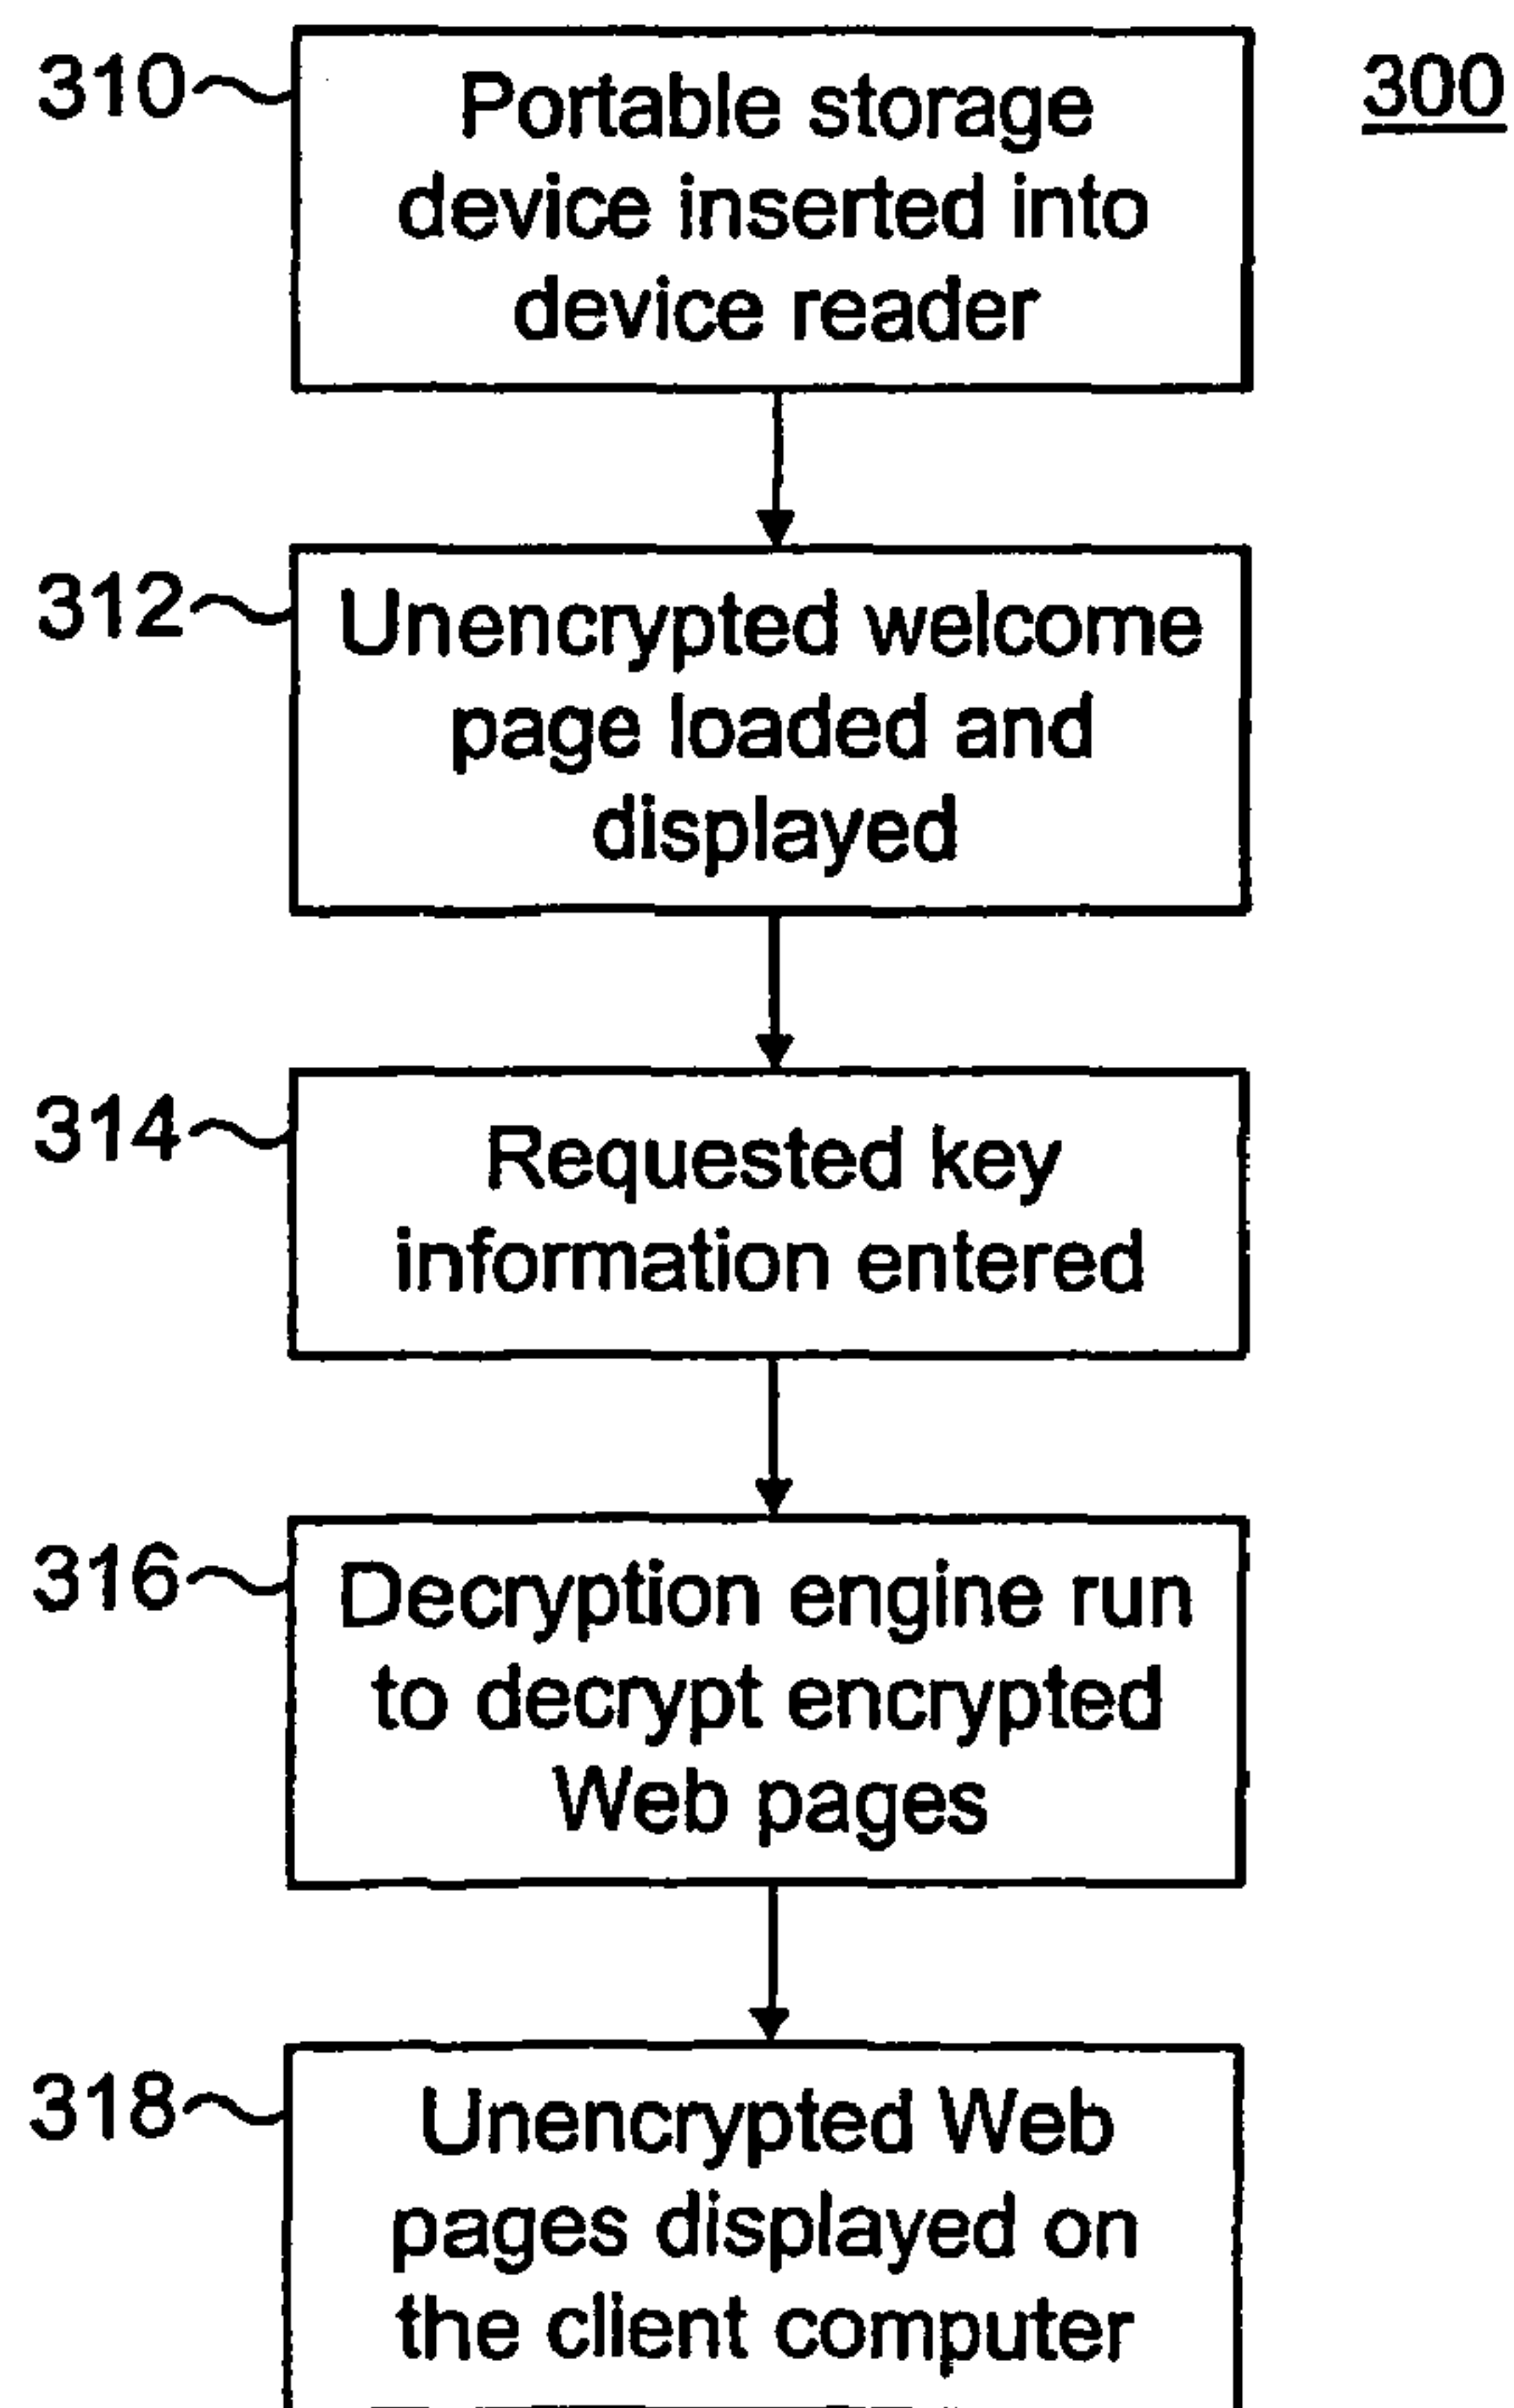 310
300
Portable storage
device inserted into
device reader
312
Unencrypted welcome
page loaded and
displayed
314
Requested key
information entered
316
Decryption engine run
to decrypt encrypted
Web pages
318
Unencrypted Web
pages displayed on
the client computer